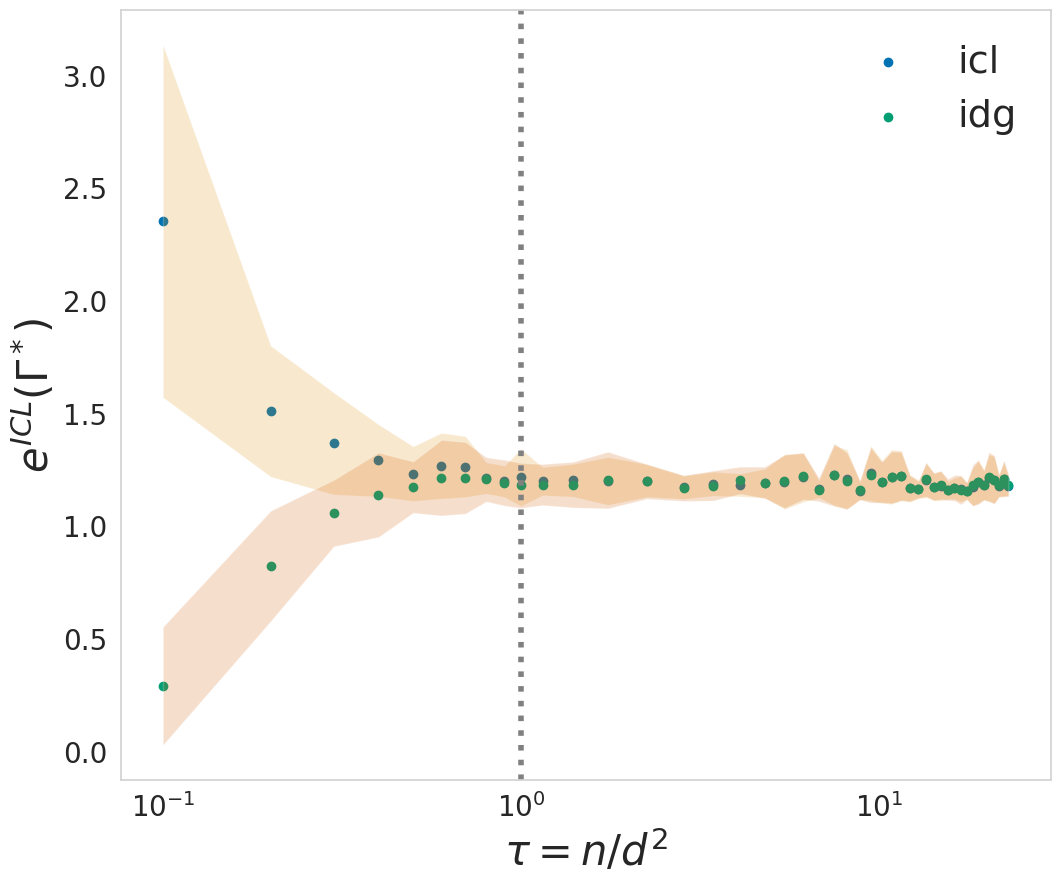 icl
idg
3.0
2.5
2.0
1.5
1.0
0.5
0.0
e^{ICL}(Γ^*)
10^{-1}
10^{0}
10^{1}
τ = n/d^2